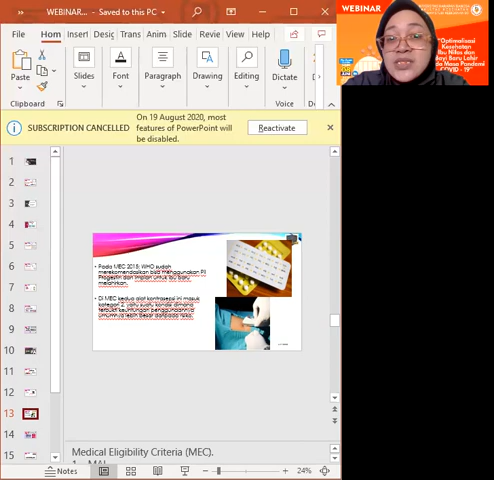 WEBINAR... – Saved to this PC
WEBINAR
File
Hom
Insert
Desig
Trans
Anim
Slide
Revie
View
Help
Paste
Slides
Font
Paragraph
Drawing
Editing
Dictate
Clipboard
SUBSCRIPTION CANCELLED
On 19 August 2020, most
features of PowerPoint will
be disabled.
Reactivate
"Optimalisasi
Kesehatan
Ibu Nifas dan
Bayi Baru Lahir
Pada Masa Pandemi
COVID - 19"
1
2
3
4
5
6
7
8
9
10
11
12
13
14
15
Pada MEC 2015: WHO sudah
merekomendasikan bisa menggunakan Pil
Progestin dan Implan untuk ibu baru
melahirkan.
Di MEC kedua alat kontrasepsi ini masuk
kategori 2, yaitu suatu kondisi dimana
terbukti keuntungan penggunaannya
umumnya lebih besar daripada risiko.
Medical Eligibility Criteria (MEC).
Notes
24%